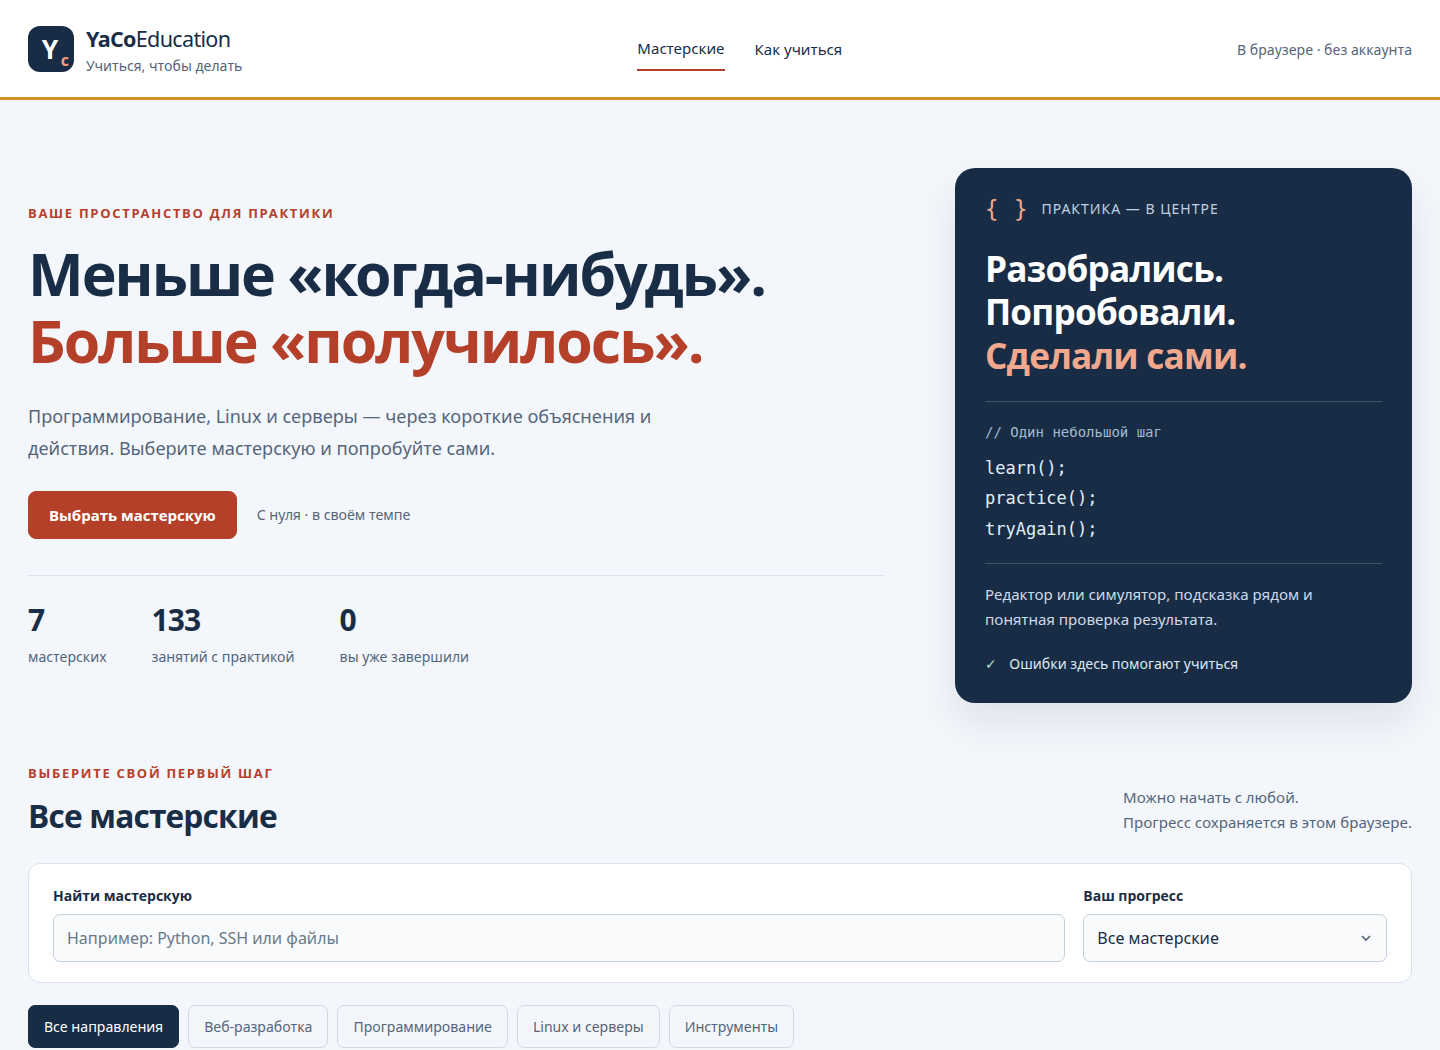 Yc
YaCoEducation
Учиться, чтобы делать
Мастерские
Как учиться
В браузере · без аккаунта
ВАШЕ ПРОСТРАНСТВО ДЛЯ ПРАКТИКИ
Меньше «когда-нибудь».
Больше «получилось».
Программирование, Linux и серверы — через короткие объяснения и
действия. Выберите мастерскую и попробуйте сами.
Выбрать мастерскую
С нуля · в своём темпе
7
мастерских
133
занятий с практикой
0
вы уже завершили
{ } ПРАКТИКА — В ЦЕНТРЕ
Разобрались.
Попробовали.
Сделали сами.
// Один небольшой шаг
learn();
practice();
tryAgain();
Редактор или симулятор, подсказка рядом и
понятная проверка результата.
✓ Ошибки здесь помогают учиться
ВЫБЕРИТЕ СВОЙ ПЕРВЫЙ ШАГ
Все мастерские
Можно начать с любой.
Прогресс сохраняется в этом браузере.
Найти мастерскую
Например: Python, SSH или файлы
Ваш прогресс
Все мастерские
Все направления
Веб-разработка
Программирование
Linux и серверы
Инструменты